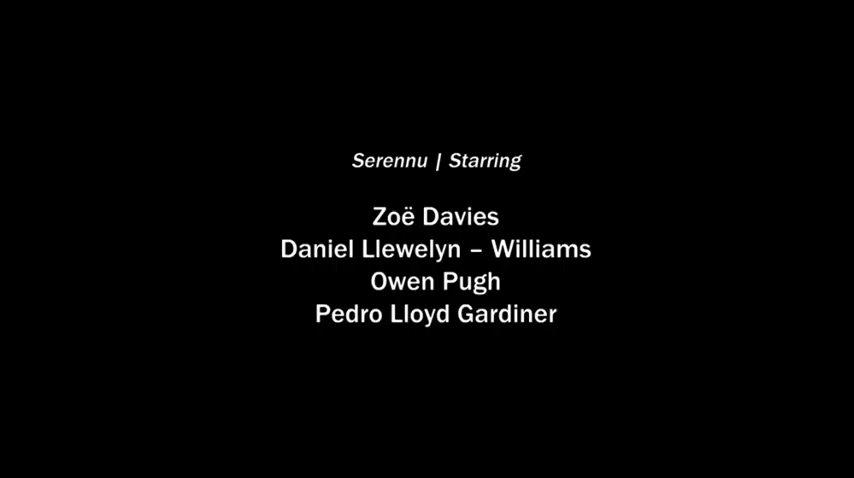 Serennu | Starring
Zoë Davies
Daniel Llewelyn – Williams
Owen Pugh
Pedro Lloyd Gardiner